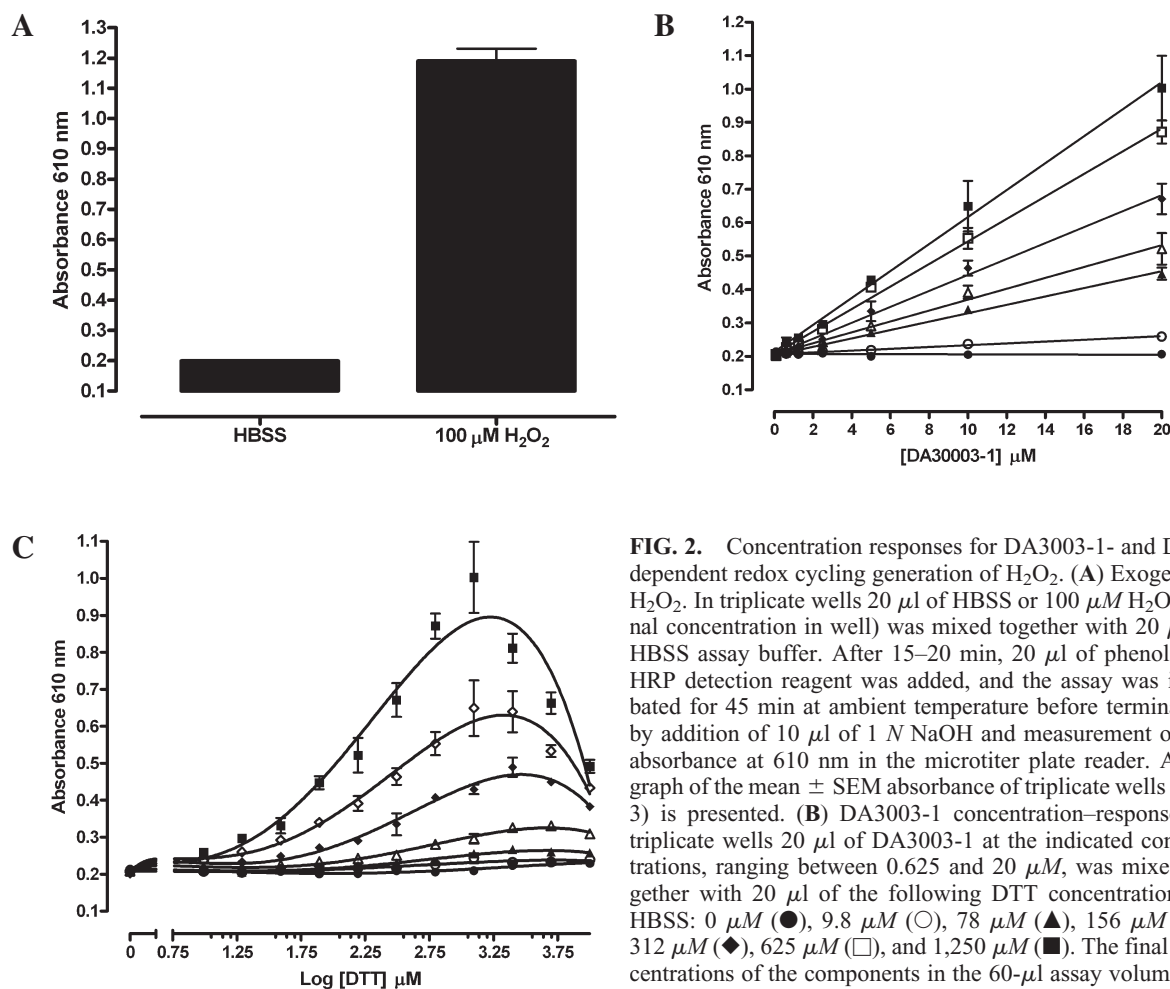 A
1.3
1.2
1.1
1.0
0.9
0.8
0.7
0.6
0.5
0.4
0.3
0.2
0.1
Absorbance 610 nm
HBSS
100 μM H₂O₂
B
1.2
1.1
1.0
0.9
0.8
0.7
0.6
0.5
0.4
0.3
0.2
0.1
Absorbance 610 nm
0 2 4 6 8 10 12 14 16 18 20
[DA30003-1] μM
C
1.1
1.0
0.9
0.8
0.7
0.6
0.5
0.4
0.3
0.2
0.1
Absorbance 610 nm
0 0.75 1.25 1.75 2.25 2.75 3.25 3.75
Log [DTT] μM
FIG. 2. Concentration responses for DA3003-1- and D
dependent redox cycling generation of H₂O₂. (A) Exoge
H₂O₂. In triplicate wells 20 μl of HBSS or 100 μM H₂O
nal concentration in well) was mixed together with 20 μ
HBSS assay buffer. After 15–20 min, 20 μl of phenol
HRP detection reagent was added, and the assay was i
bated for 45 min at ambient temperature before termina
by addition of 10 μl of 1 N NaOH and measurement o
absorbance at 610 nm in the microtiter plate reader. A
graph of the mean ± SEM absorbance of triplicate wells
3) is presented. (B) DA3003-1 concentration–response
triplicate wells 20 μl of DA3003-1 at the indicated con
trations, ranging between 0.625 and 20 μM, was mixe
gether with 20 μl of the following DTT concentration
HBSS: 0 μM (●), 9.8 μM (○), 78 μM (▲), 156 μM
312 μM (◆), 625 μM (□), and 1,250 μM (■). The final
centrations of the components in the 60-μl assay volum